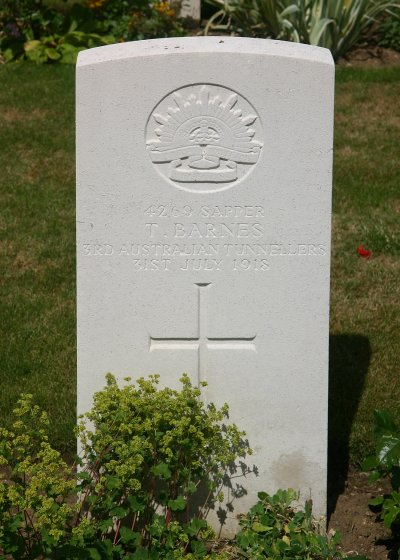 4269 SAPPER
T. BARNES
3RD AUSTRALIAN TUNNELLERS
31ST JULY 1918